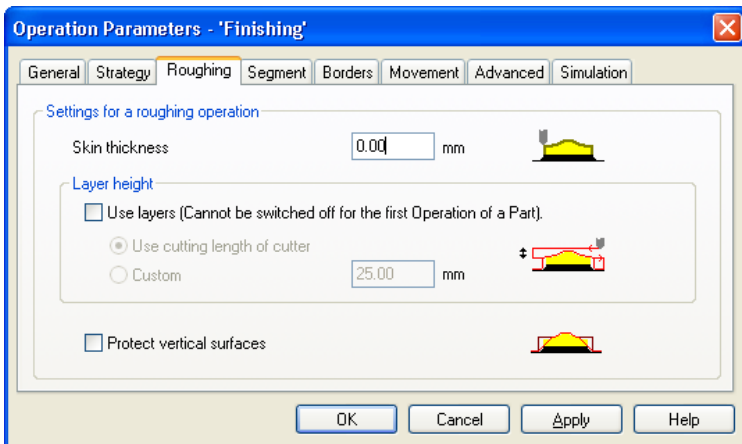 Operation Parameters - 'Finishing'
General Strategy Roughing Segment Borders Movement Advanced Simulation
Settings for a roughing operation
Skin thickness 0.00 mm
Layer height
Use layers (Cannot be switched off for the first Operation of a Part).
Use cutting length of cutter
Custom 25.00 mm
Protect vertical surfaces
OK Cancel Apply Help